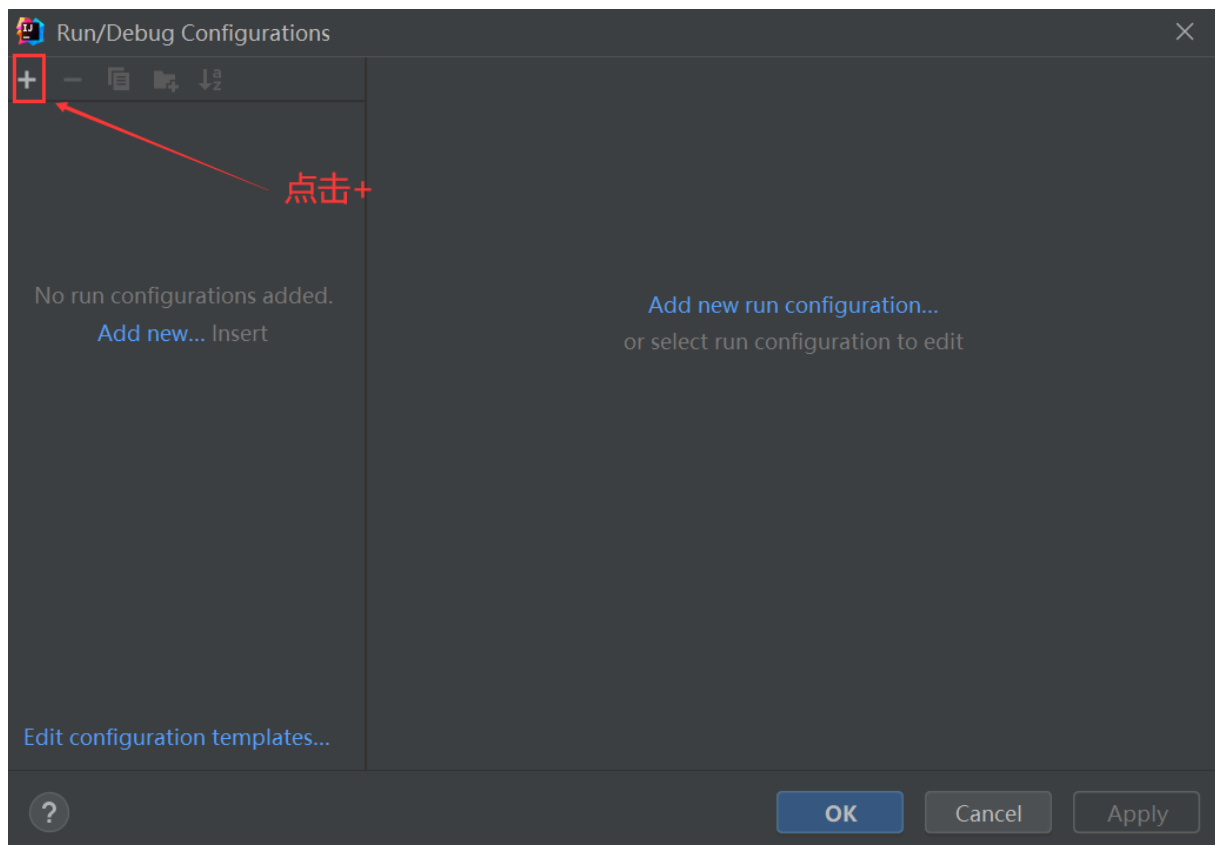 Run/Debug Configurations
点击+
No run configurations added.
Add new... Insert
Add new run configuration...
or select run configuration to edit
Edit configuration templates...
?
OK
Cancel
Apply